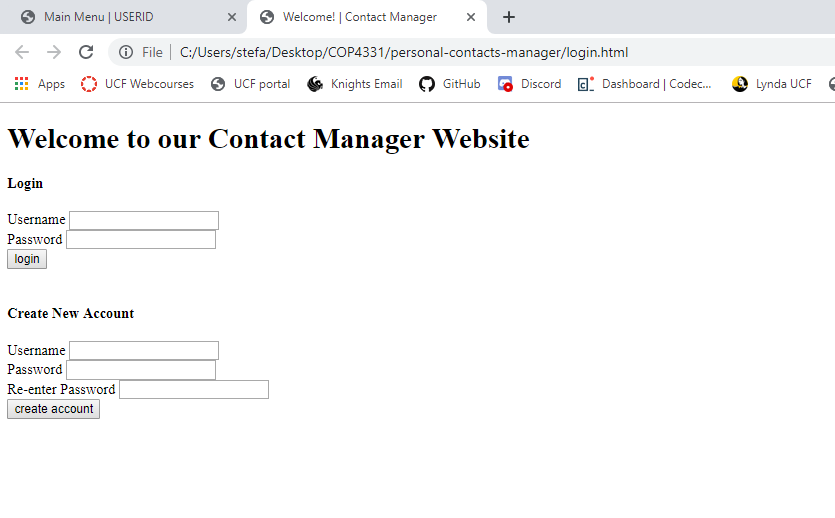 Main Menu | USERID
Welcome! | Contact Manager
File | C:/Users/stefa/Desktop/COP4331/personal-contacts-manager/login.html
Apps UCF Webcourses UCF portal Knights Email GitHub Discord Dashboard | Codec... Lynda UCF
Welcome to our Contact Manager Website
Login
Username
Password
login
Create New Account
Username
Password
Re-enter Password
create account